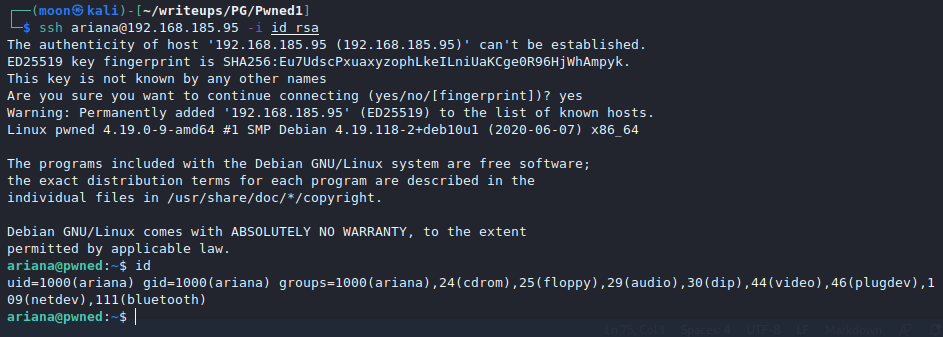 ┌──(moon㉿kali)-[~/writeups/PG/Pwned1]
└─$ ssh ariana@192.168.185.95 -i id_rsa
The authenticity of host '192.168.185.95 (192.168.185.95)' can't be established.
ED25519 key fingerprint is SHA256:Eu7UdscPxuaxyzophLkeILniUaKCge0R96HjWhAmpyk.
This key is not known by any other names
Are you sure you want to continue connecting (yes/no/[fingerprint])? yes
Warning: Permanently added '192.168.185.95' (ED25519) to the list of known hosts.
Linux pwned 4.19.0-9-amd64 #1 SMP Debian 4.19.118-2+deb10u1 (2020-06-07) x86_64
The programs included with the Debian GNU/Linux system are free software;
the exact distribution terms for each program are described in the
individual files in /usr/share/doc/*/copyright.
Debian GNU/Linux comes with ABSOLUTELY NO WARRANTY, to the extent
permitted by applicable law.
ariana@pwned:~$ id
uid=1000(ariana) gid=1000(ariana) groups=1000(ariana),24(cdrom),25(floppy),29(audio),30(dip),44(video),46(plugdev),1
09(netdev),111(bluetooth)
ariana@pwned:~$
Ln 75, Col 1 Spaces: 4 UTF-8 LF Markdown